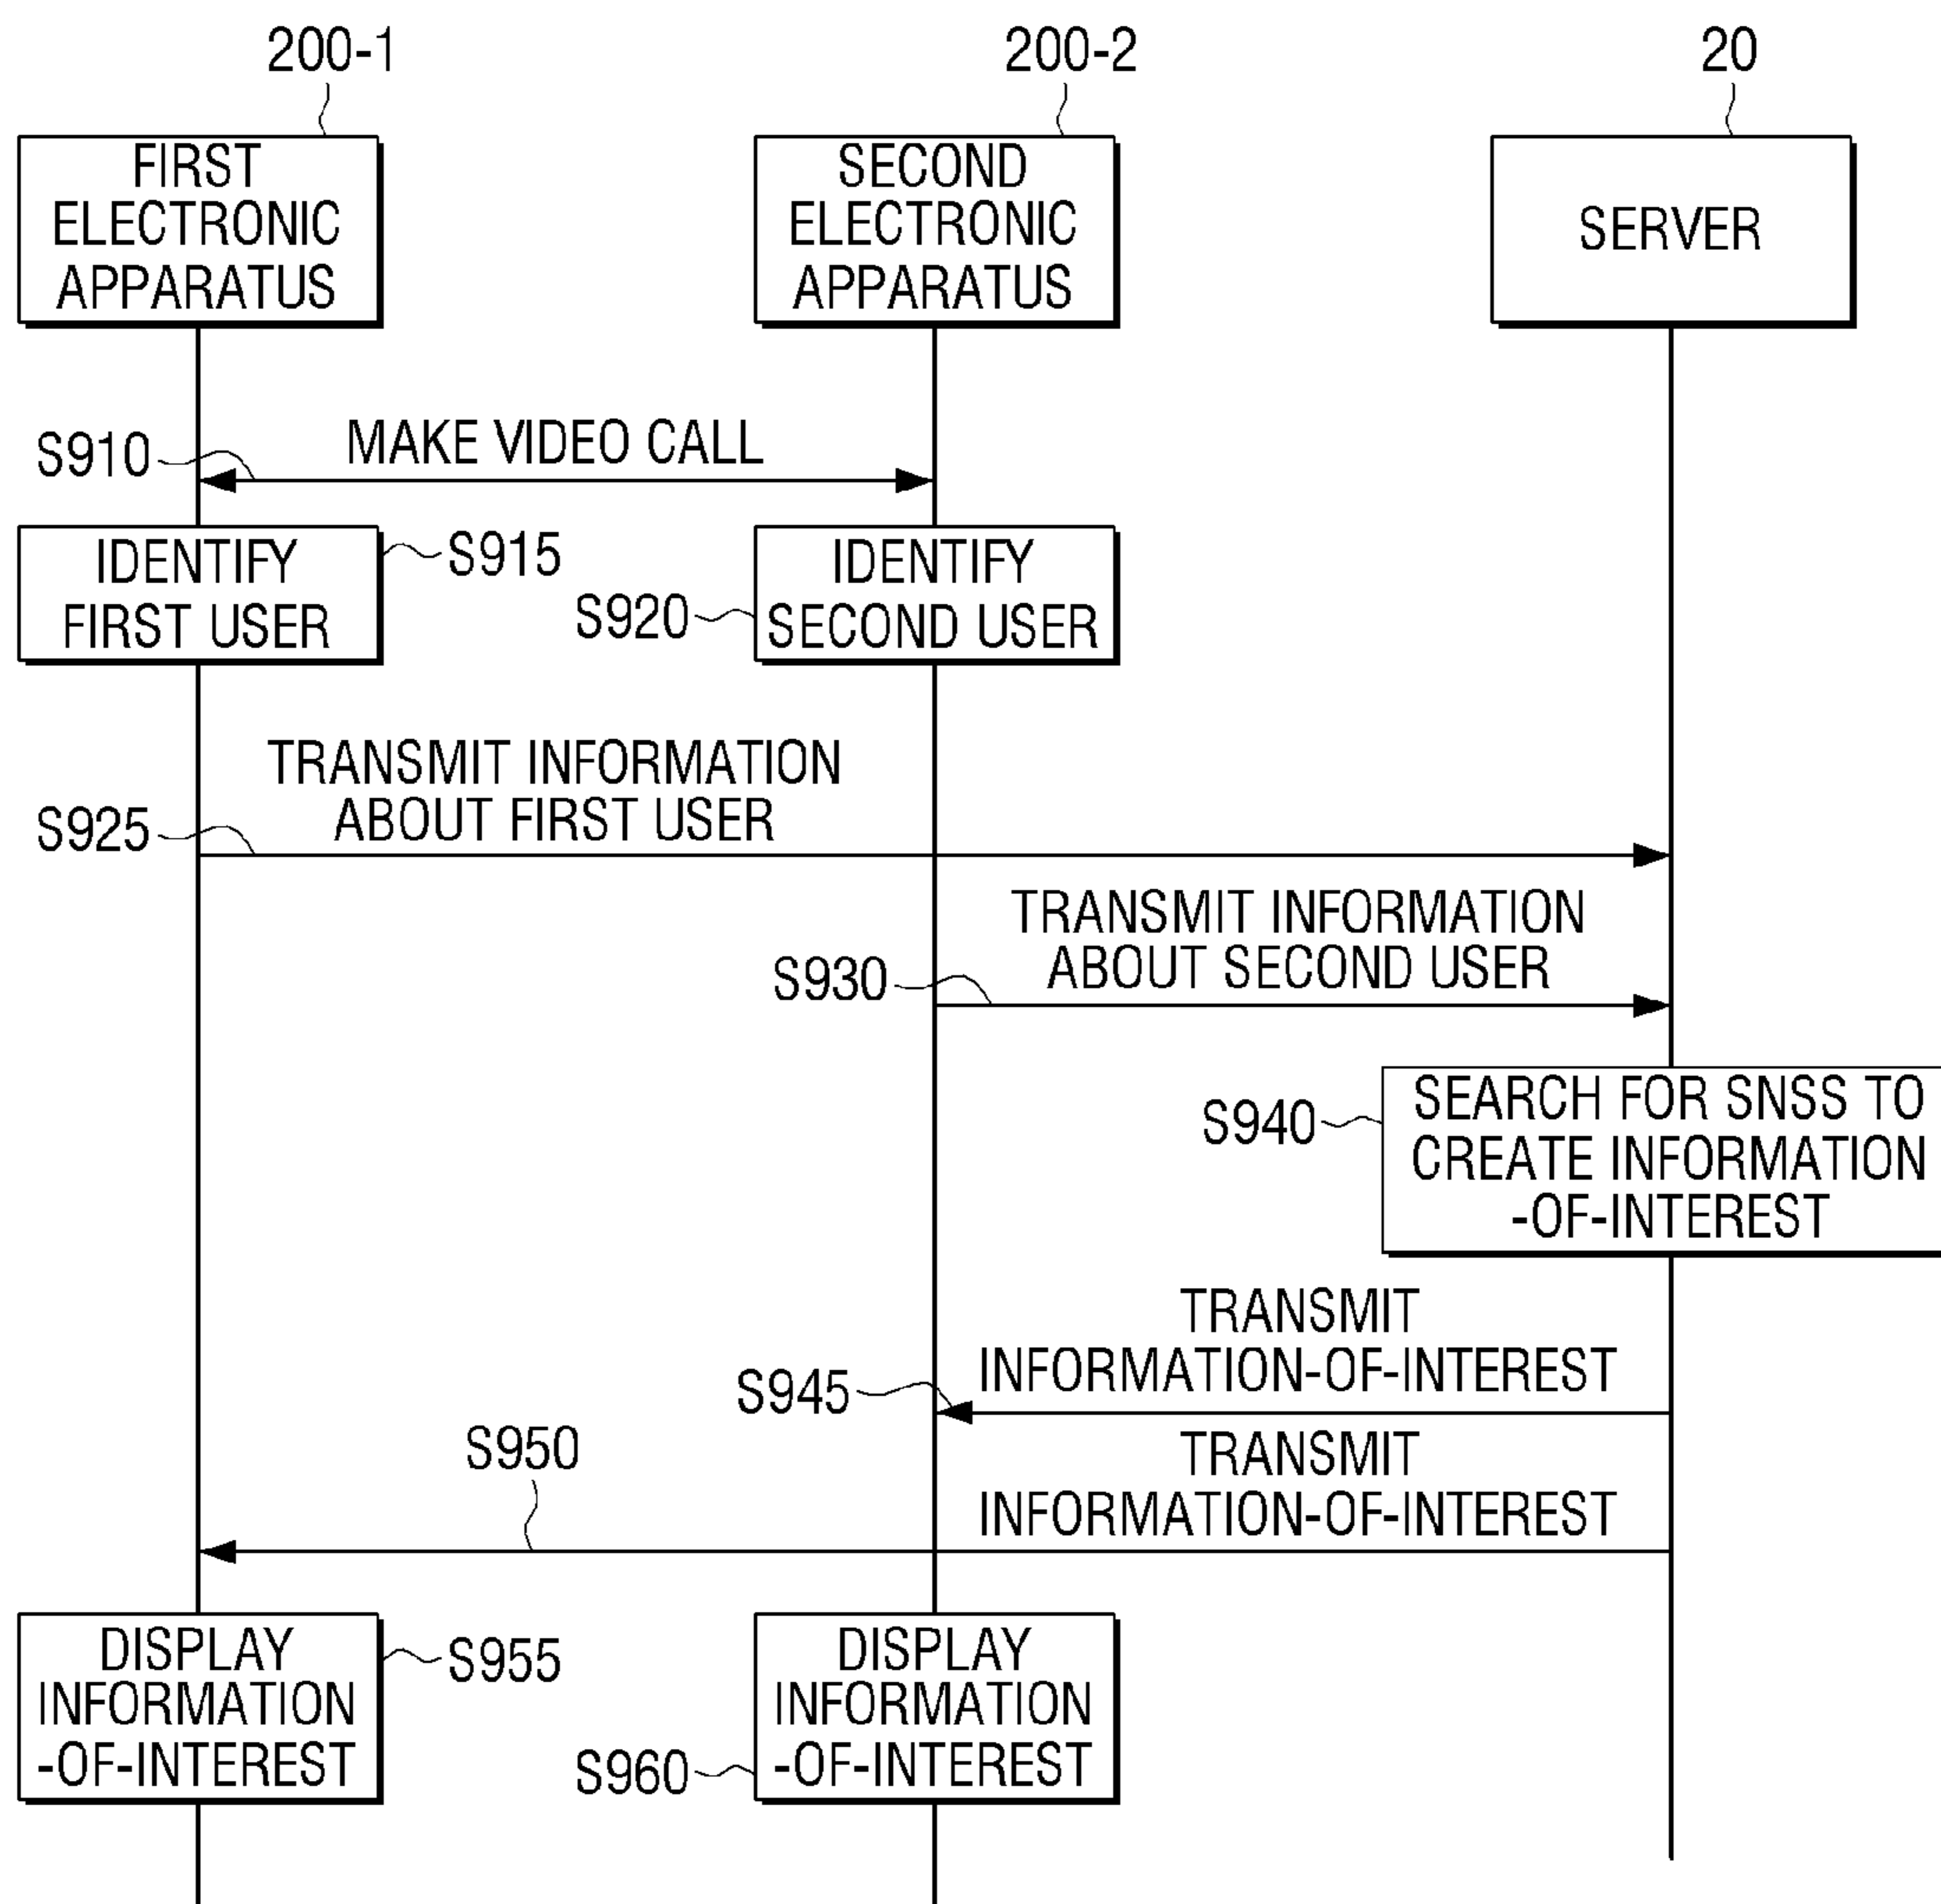 200-1
200-2
20
FIRST
ELECTRONIC
APPARATUS
SECOND
ELECTRONIC
APPARATUS
SERVER
S910
MAKE VIDEO CALL
IDENTIFY
FIRST USER
S915
S920
IDENTIFY
SECOND USER
TRANSMIT INFORMATION
ABOUT FIRST USER
S925
TRANSMIT INFORMATION
ABOUT SECOND USER
S930
S940
SEARCH FOR SNSS TO
CREATE INFORMATION
-OF-INTEREST
TRANSMIT
INFORMATION-OF-INTEREST
S945
TRANSMIT
INFORMATION-OF-INTEREST
S950
DISPLAY
INFORMATION
-OF-INTEREST
S955
S960
DISPLAY
INFORMATION
-OF-INTEREST